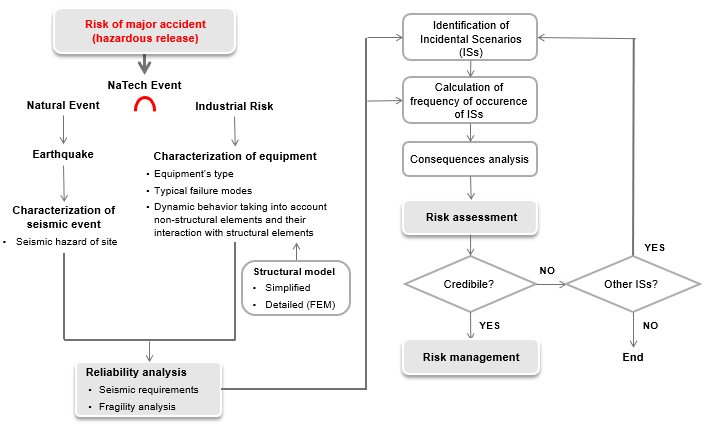 Risk of major accident
(hazardous release)
NaTech Event
Natural Event
Industrial Risk
Earthquake
Characterization of equipment
• Equipment's type
• Typical failure modes
• Dynamic behavior taking into account
non-structural elements and their
interaction with structural elements
Characterization of
seismic event
• Seismic hazard of site
Structural model
• Simplified
• Detailed (FEM)
Reliability analysis
• Seismic requirements
• Fragility analysis
Identification of
Incidental Scenarios
(ISs)
Calculation of
frequency of occurence
of ISs
Consequences analysis
Risk assessment
Credibile?
NO
Other ISs?
YES
YES
NO
Risk management
End